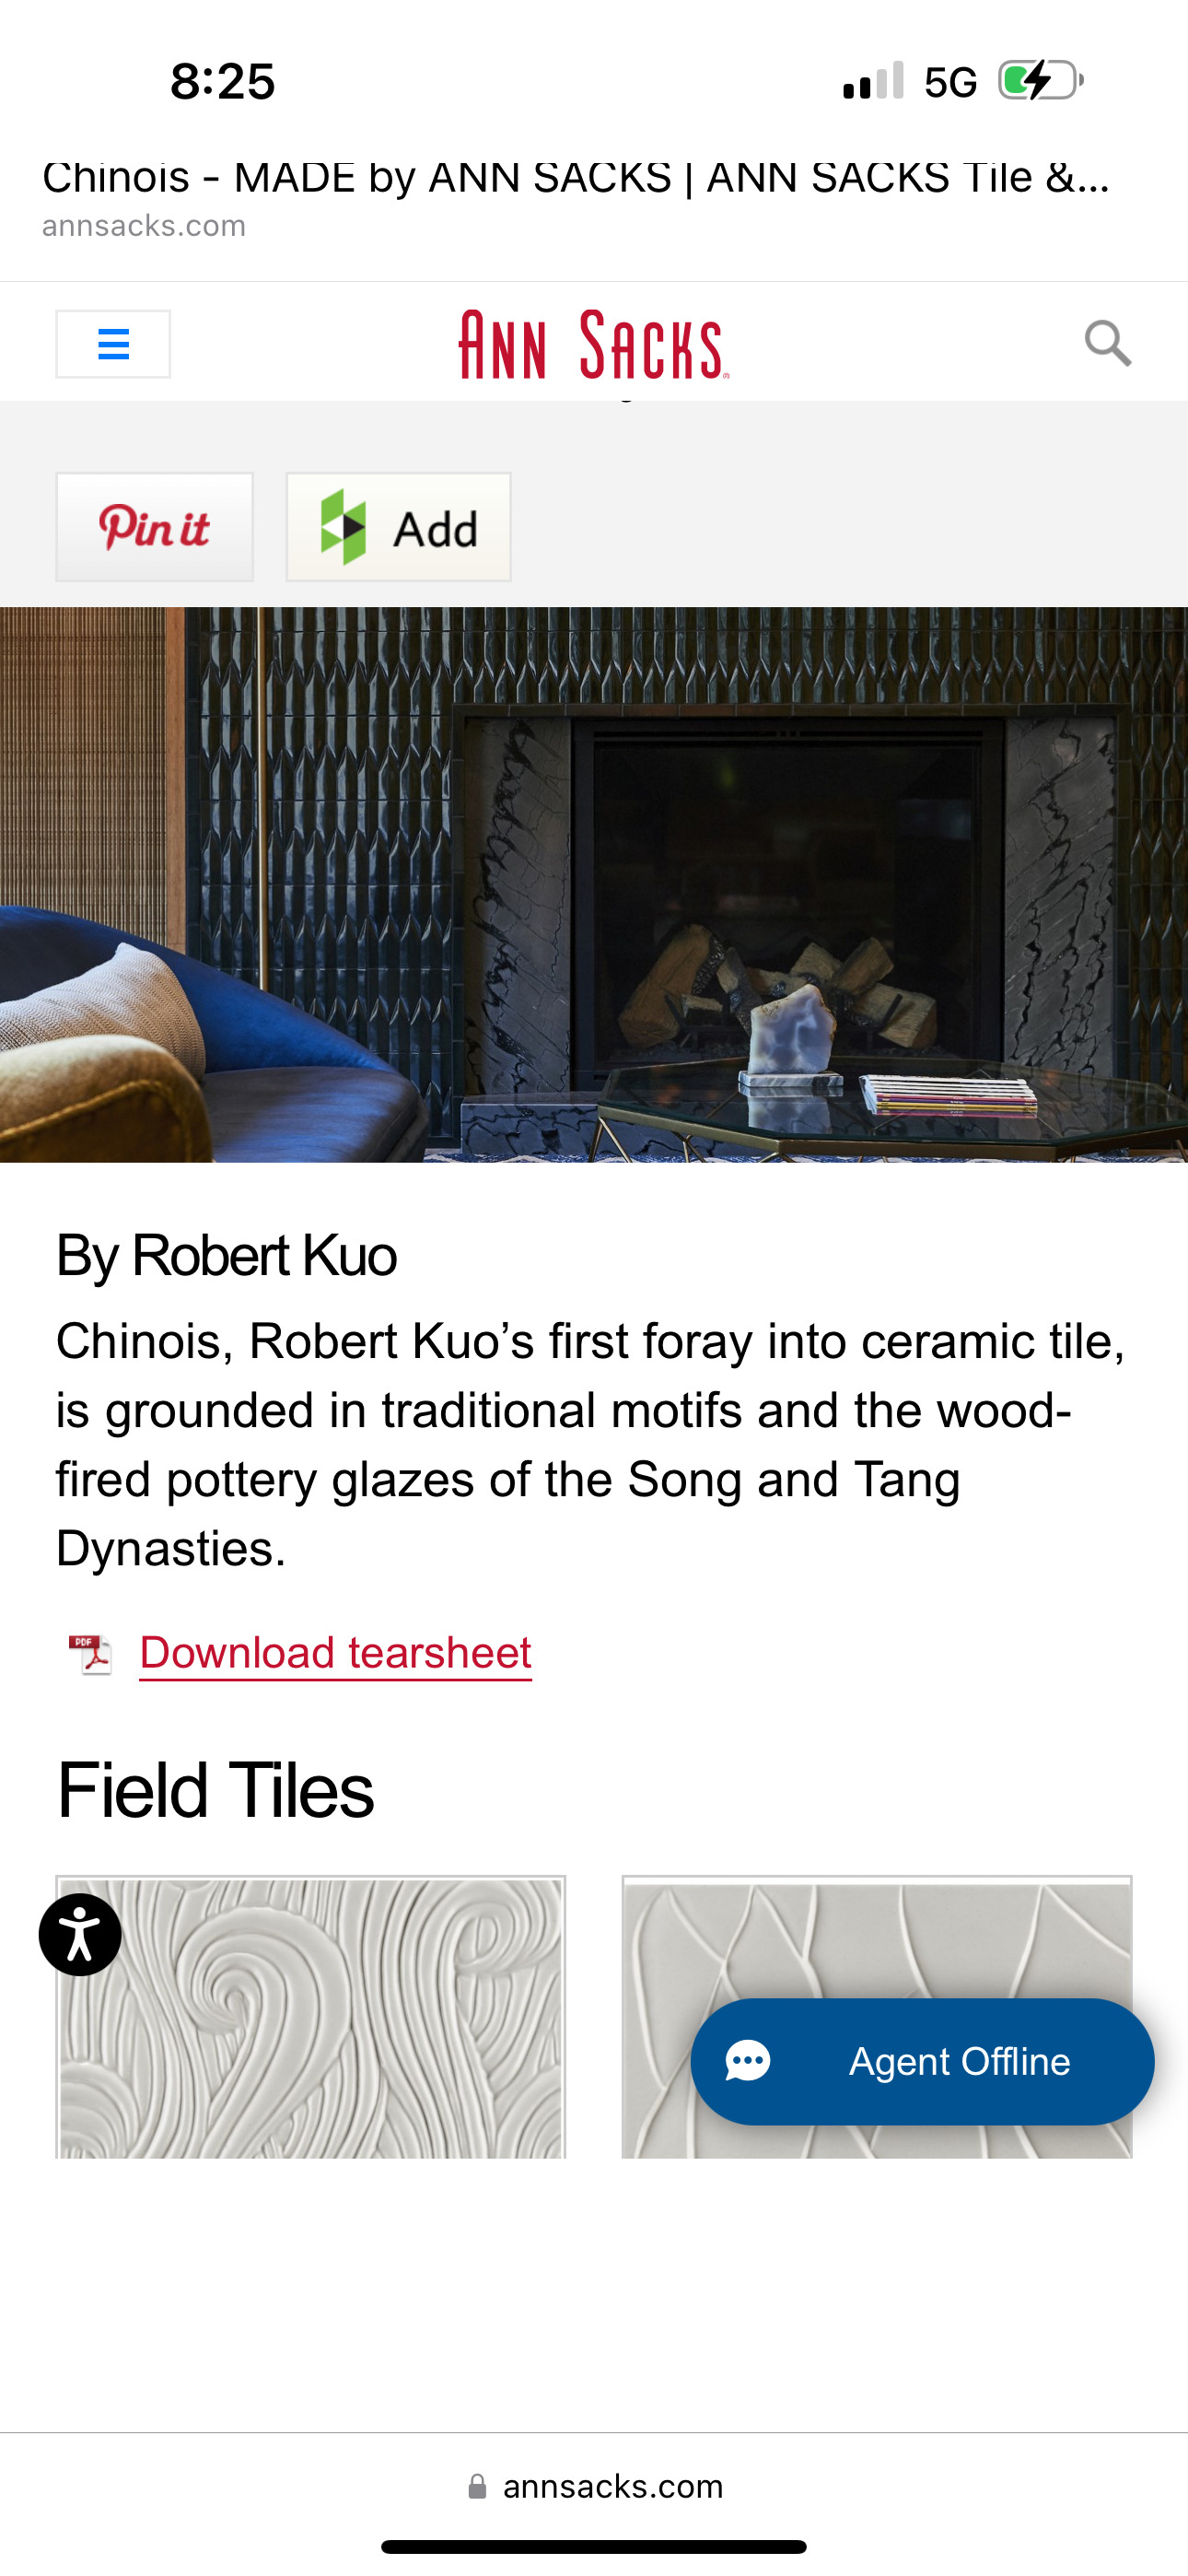 8:25
5G
Chinois - MADE by ANN SACKS | ANN SACKS Tile &...
annsacks.com
ANN SACKS
Pin it
Add
By Robert Kuo
Chinois, Robert Kuo’s first foray into ceramic tile,
is grounded in traditional motifs and the wood-
fired pottery glazes of the Song and Tang
Dynasties.
PDF
Download tearsheet
Field Tiles
Agent Offline
annsacks.com